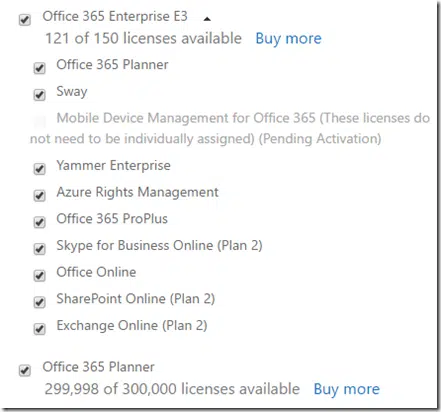 Office 365 Enterprise E3
121 of 150 licenses available Buy more
Office 365 Planner
Sway
Mobile Device Management for Office 365 (These licenses do
not need to be individually assigned) (Pending Activation)
Yammer Enterprise
Azure Rights Management
Office 365 ProPlus
Skype for Business Online (Plan 2)
Office Online
SharePoint Online (Plan 2)
Exchange Online (Plan 2)
Office 365 Planner
299,998 of 300,000 licenses available Buy more